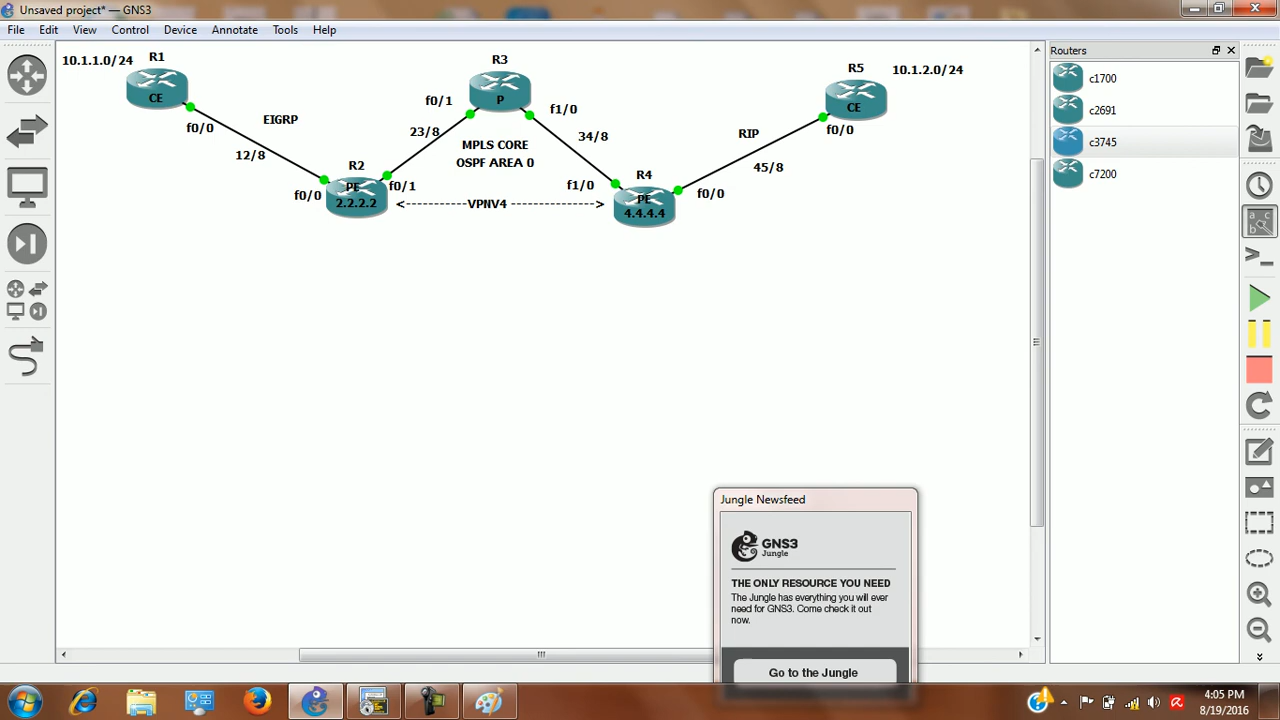 Unsaved project* — GNS3
File Edit View Control Device Annotate Tools Help
10.1.1.0/24
R1
CE
f0/0
EIGRP
12/8
R2
f0/0
PE
2.2.2.2
f0/1
23/8
f0/1
R3
P
f1/0
MPLS CORE
OSPF AREA 0
34/8
f1/0
<-------------VPNV4 ------------------>
R4
PE
4.4.4.4
f0/0
RIP
45/8
R5
CE
f0/0
10.1.2.0/24
Routers
c1700
c2691
c3745
c7200
Jungle Newsfeed
GNS3
Jungle
THE ONLY RESOURCE YOU NEED
The Jungle has everything you will ever
need for GNS3. Come check it out
now.
Go to the Jungle
4:05 PM
8/19/2016